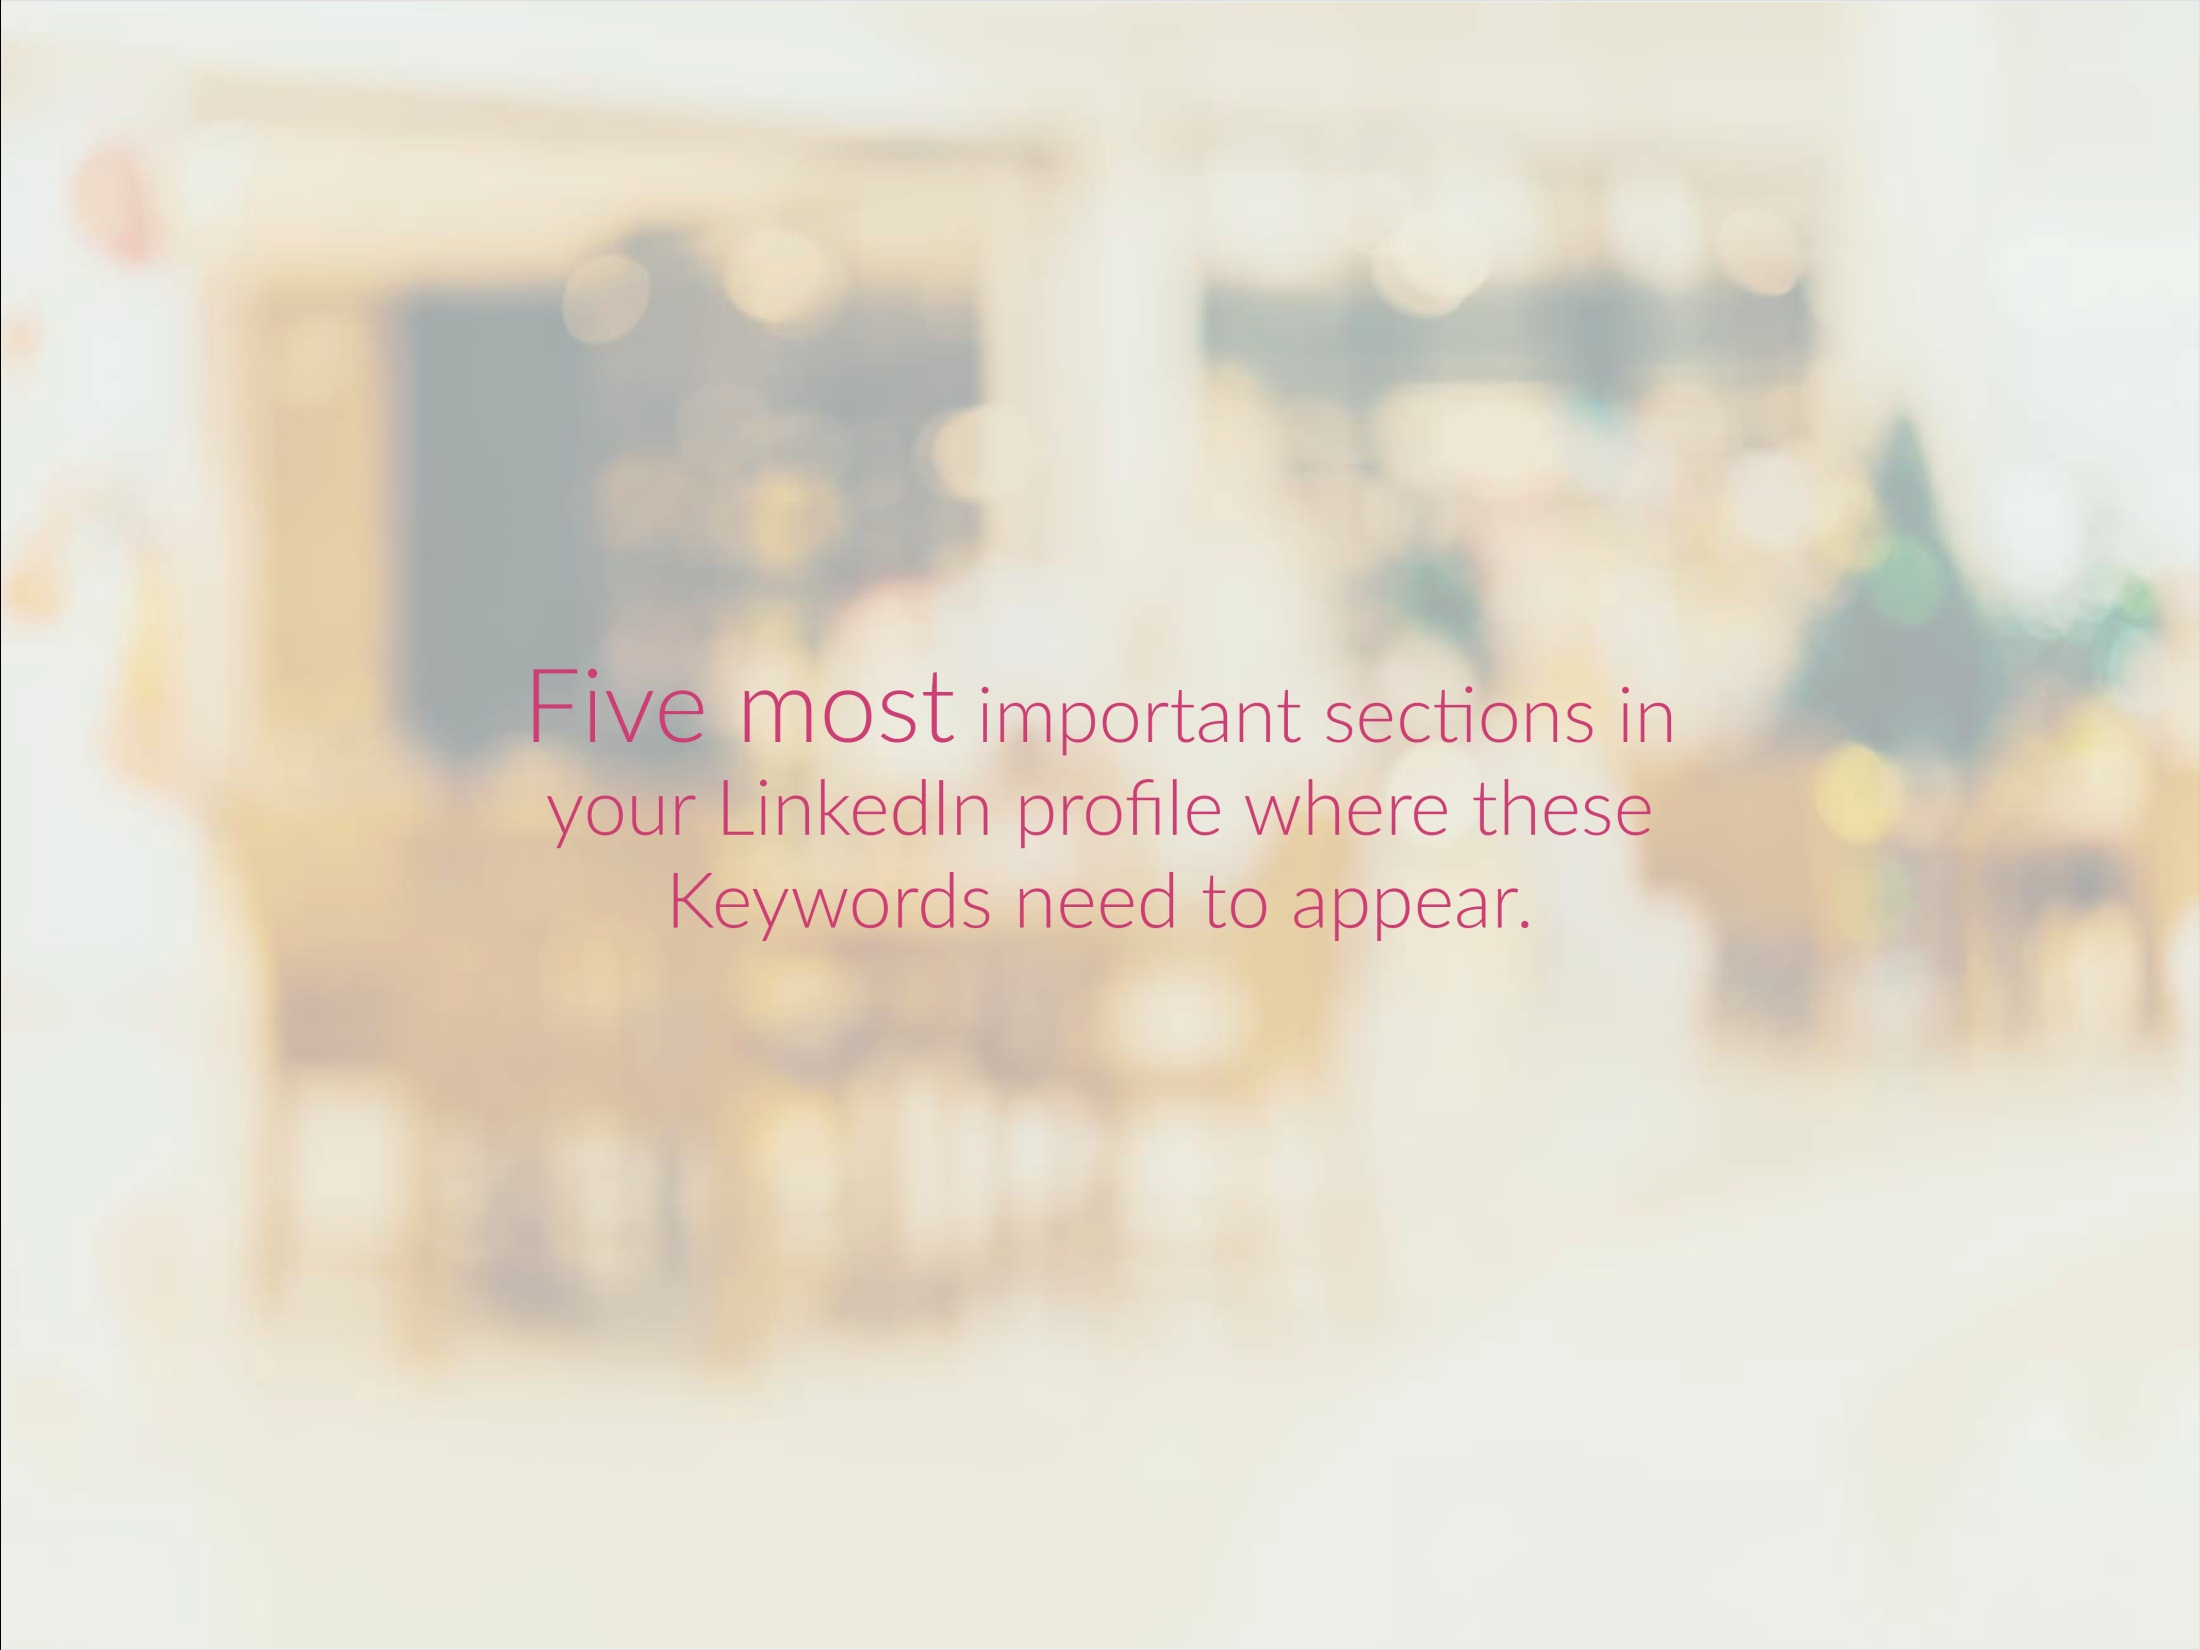 Five most important sections in
your LinkedIn profile where these
Keywords need to appear.